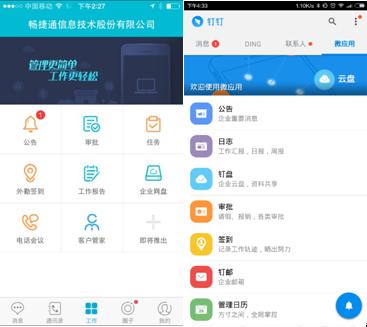 中国移动 下午2:27
畅捷通信息技术股份有限公司
管理更简单
工作更轻松
公告 审批 任务
1
外勤签到 工作报告 企业网盘
电话会议 客户管家 即将推出
消息 通讯录 工作 圈子 我的
下午4:33 1.10K/s
钉钉
消息 1 DING 联系人 微应用
欢迎使用微应用
云盘
公告
企业重要消息
日志
工作汇报，日报，周报
钉盘
企业云盘，资料共享
审批
请假、报销，各类审批
签到
记录工作轨迹，晒出努力
钉邮
企业邮箱
管理日历
方寸之间，全局掌控